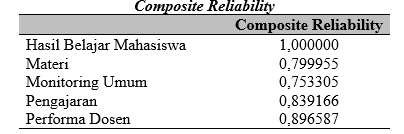 Composite Reliability
Composite Reliability
Hasil Belajar Mahasiswa 1,000000
Materi 0,799955
Monitoring Umum 0,753305
Pengajaran 0,839166
Performa Dosen 0,896587